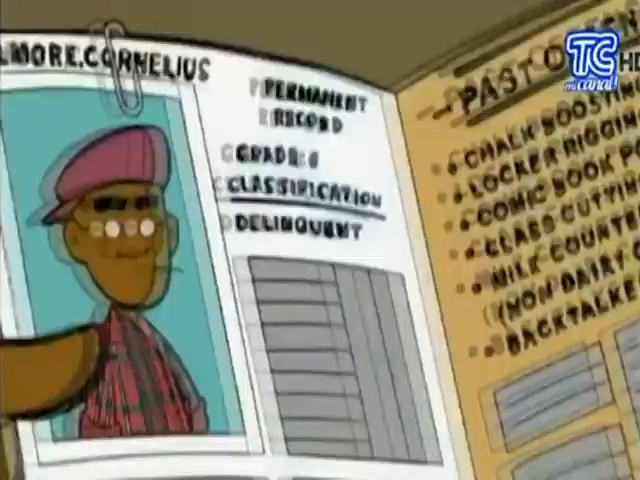 LMORE, CORNELIUS
PERMANENT
RECORD
GRADE: 6
CLASSIFICATION
DELINQUENT
PAST
CHALK BOOSTIN
LOCKER RIGGIN
COMIC BOOK PO
CLASS CUTTIN
MILK COUNTE
(NON DAIRY
BACKTALKE
TC
mi canal!
HD